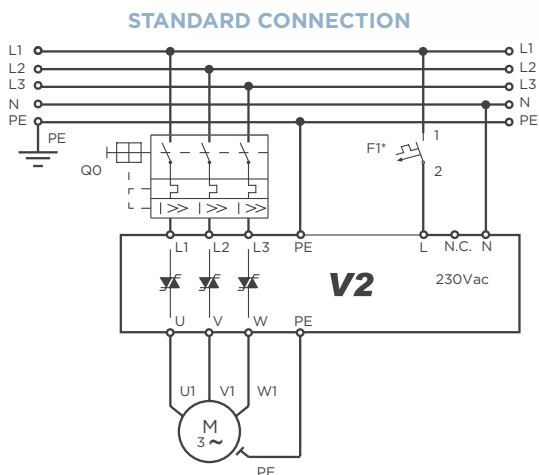 STANDARD CONNECTION
L1 L1
L2 L2
L3 L3
N N
PE PE
PE
Q0
F1*
1
2
I>> I>> I>>
L1 L2 L3 PE L N.C. N
V2 230Vac
U V W PE
U1 V1 W1
M
3 ~
PE